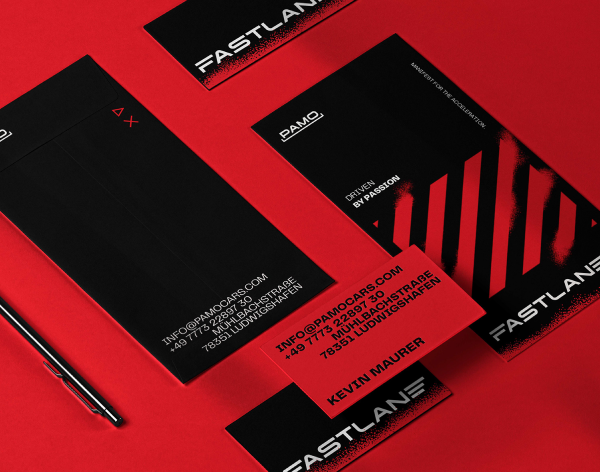 FASTLANE
PAMO
MANIFEST FOR THE ACCELERATION.
DRIVEN
BY PASSION
FASTLANE
INFO@PAMOCARS.COM
+49 7773 22897 30
MÜHLBACHSTRAßE
78351 LUDWIGSHAFEN
INFO@PAMOCARS.COM
+49 7773 22897 30
MÜHLBACHSTRAßE
78351 LUDWIGSHAFEN
KEVIN MAURER
FASTLANE